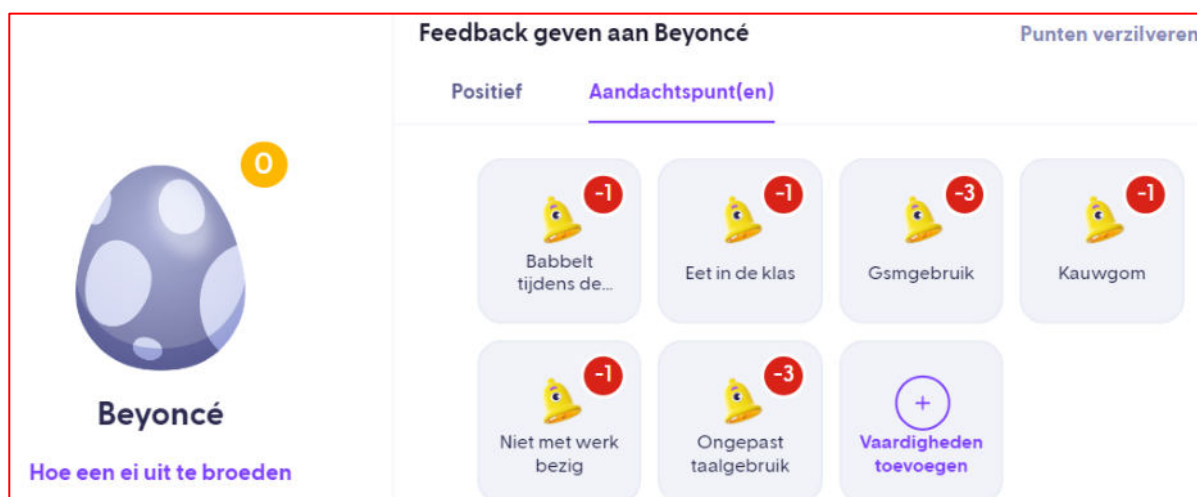 Feedback geven aan Beyoncé
Punten verzilveren
Positief
Aandachtspunt(en)
0
-1
Babbelt
tijdens de...
-1
Eet in de klas
-3
Gsmgebruik
-1
Kauwgom
-1
Niet met werk
bezig
-3
Ongepast
taalgebruik
+
Vaardigheden
toevoegen
Beyoncé
Hoe een ei uit te broeden